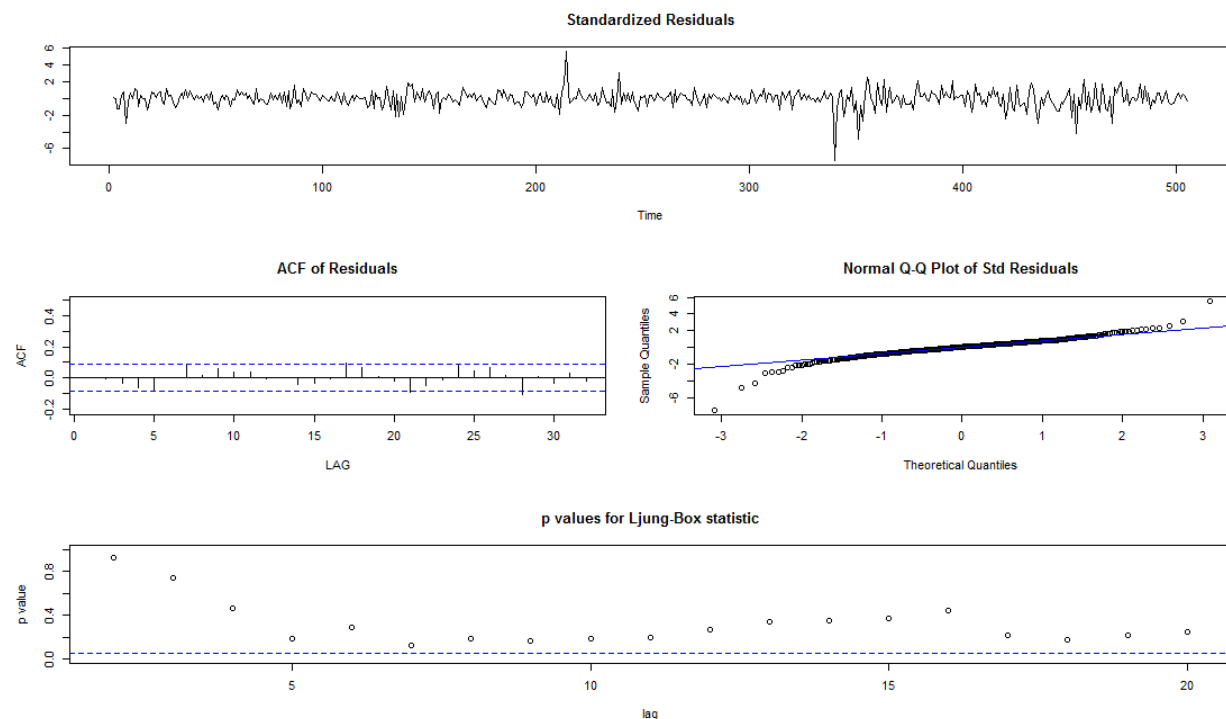 Standardized Residuals
6
2
-2
-6
0 100 200 300 400 500
Time
ACF of Residuals
ACF
0.4
0.2
0.0
-0.2
0 5 10 15 20 25 30
LAG
Normal Q-Q Plot of Std Residuals
Sample Quantiles
6
2
-2
-6
-3 -2 -1 0 1 2 3
Theoretical Quantiles
p values for Ljung-Box statistic
p value
0.8
0.4
0.0
5 10 15 20
lag